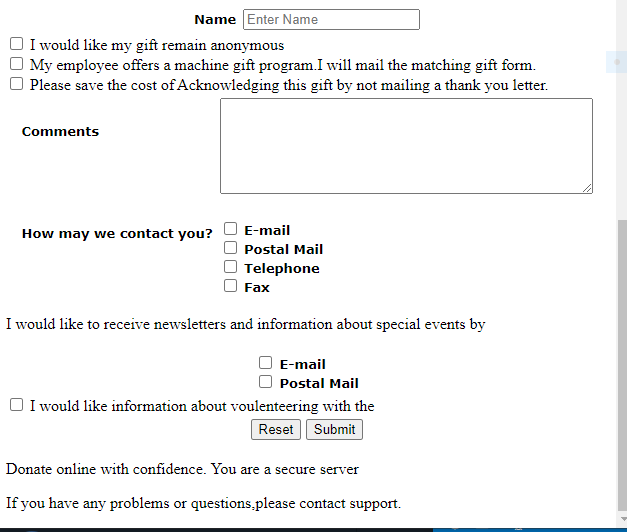 Name Enter Name
I would like my gift remain anonymous
My employee offers a machine gift program.I will mail the matching gift form.
Please save the cost of Acknowledging this gift by not mailing a thank you letter.
Comments
How may we contact you?
E-mail
Postal Mail
Telephone
Fax
I would like to receive newsletters and information about special events by
E-mail
Postal Mail
I would like information about voulenteering with the
Reset Submit
Donate online with confidence. You are a secure server
If you have any problems or questions,please contact support.